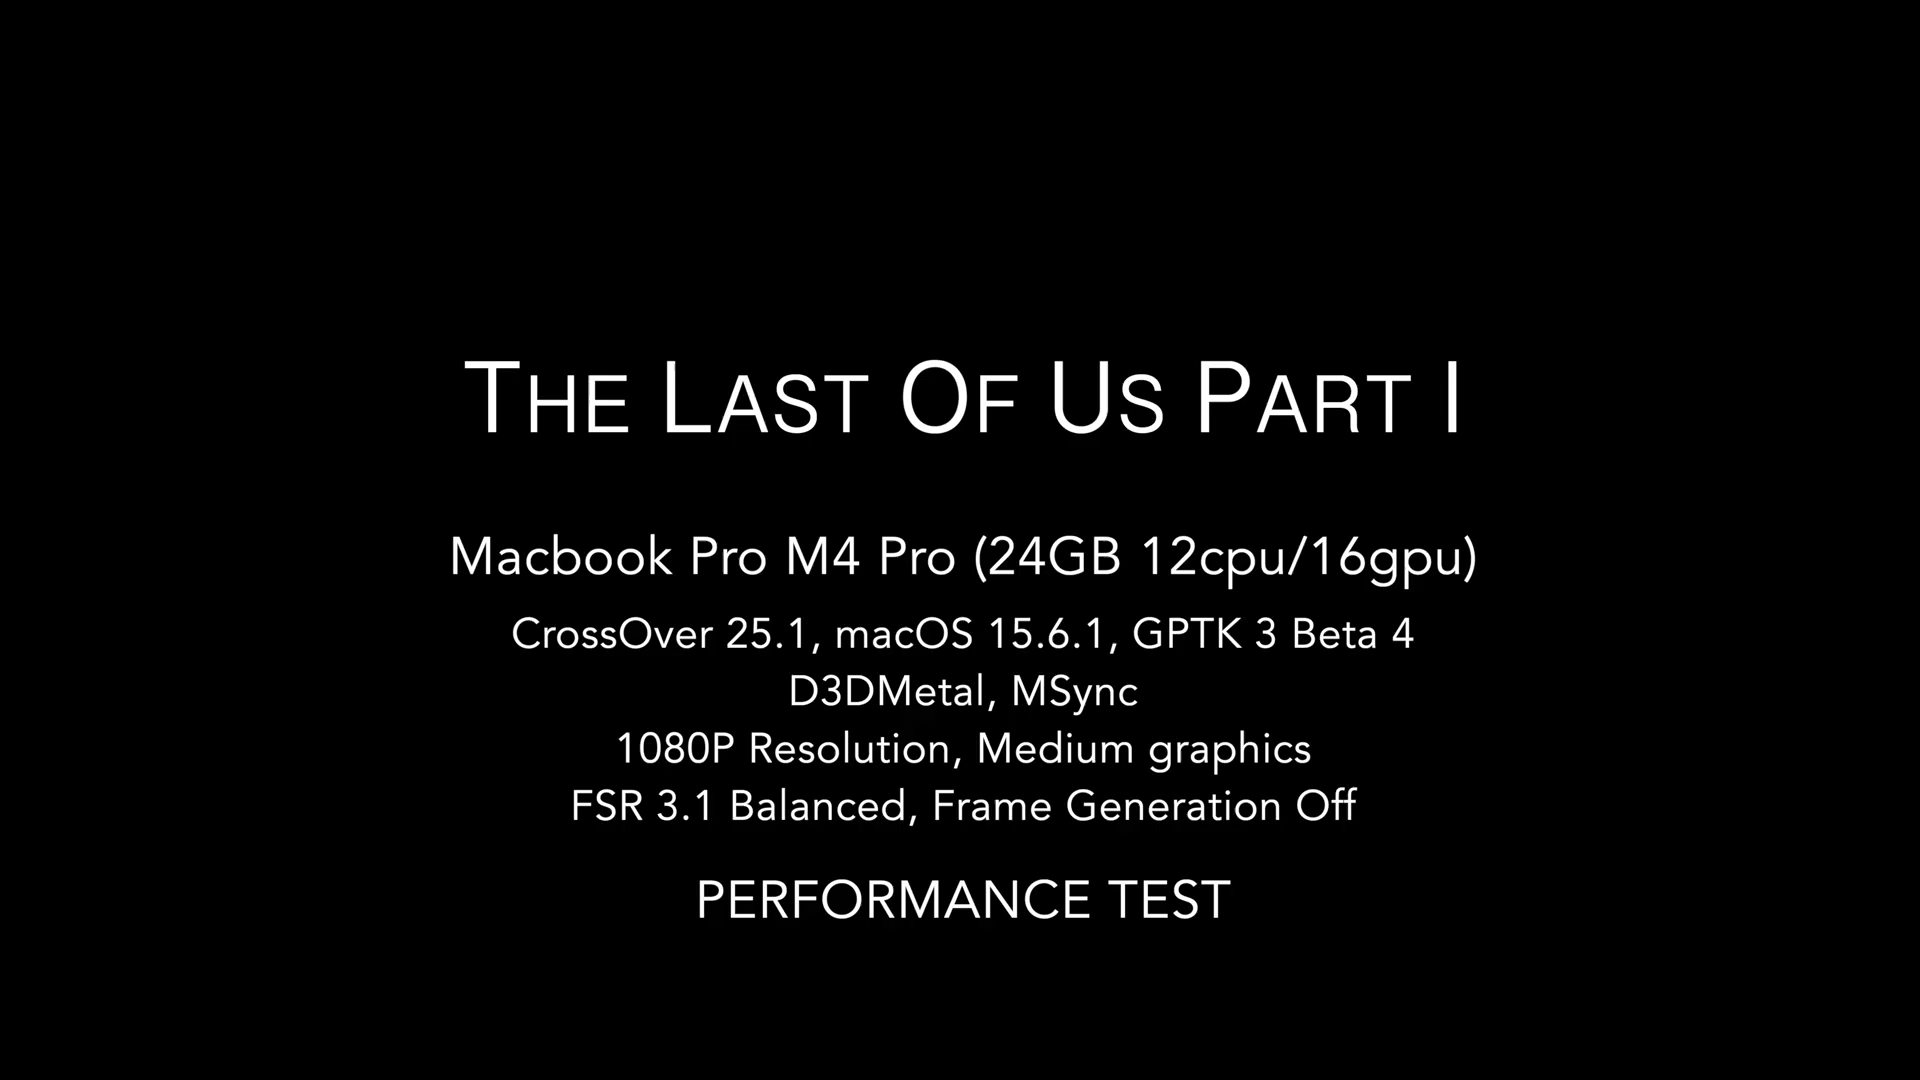 THE LAST OF US PART I
Macbook Pro M4 Pro (24GB 12cpu/16gpu)
CrossOver 25.1, macOS 15.6.1, GPTK 3 Beta 4
D3DMetal, MSync
1080P Resolution, Medium graphics
FSR 3.1 Balanced, Frame Generation Off
PERFORMANCE TEST